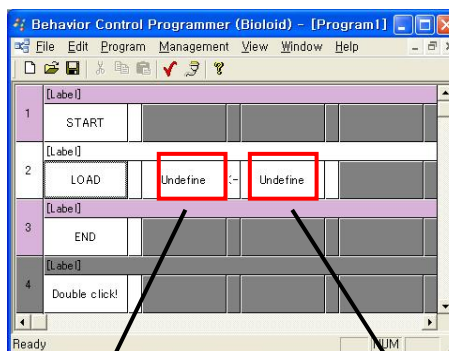 Behavior Control Programmer (Bioloid) - [Program1]
File Edit Program Management View Window Help
[Label]
1
START
[Label]
2
LOAD Undefine <- Undefine
[Label]
3
END
[Label]
4
Double click!
Ready NUM